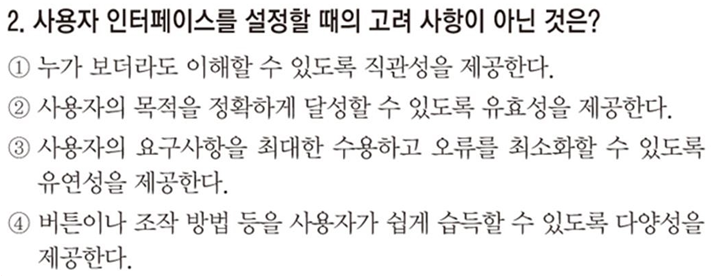 2. 사용자 인터페이스를 설정할 때의 고려 사항이 아닌 것은?
① 누가 보더라도 이해할 수 있도록 직관성을 제공한다.
② 사용자의 목적을 정확하게 달성할 수 있도록 유효성을 제공한다.
③ 사용자의 요구사항을 최대한 수용하고 오류를 최소화할 수 있도록
유연성을 제공한다.
④ 버튼이나 조작 방법 등을 사용자가 쉽게 습득할 수 있도록 다양성을
제공한다.